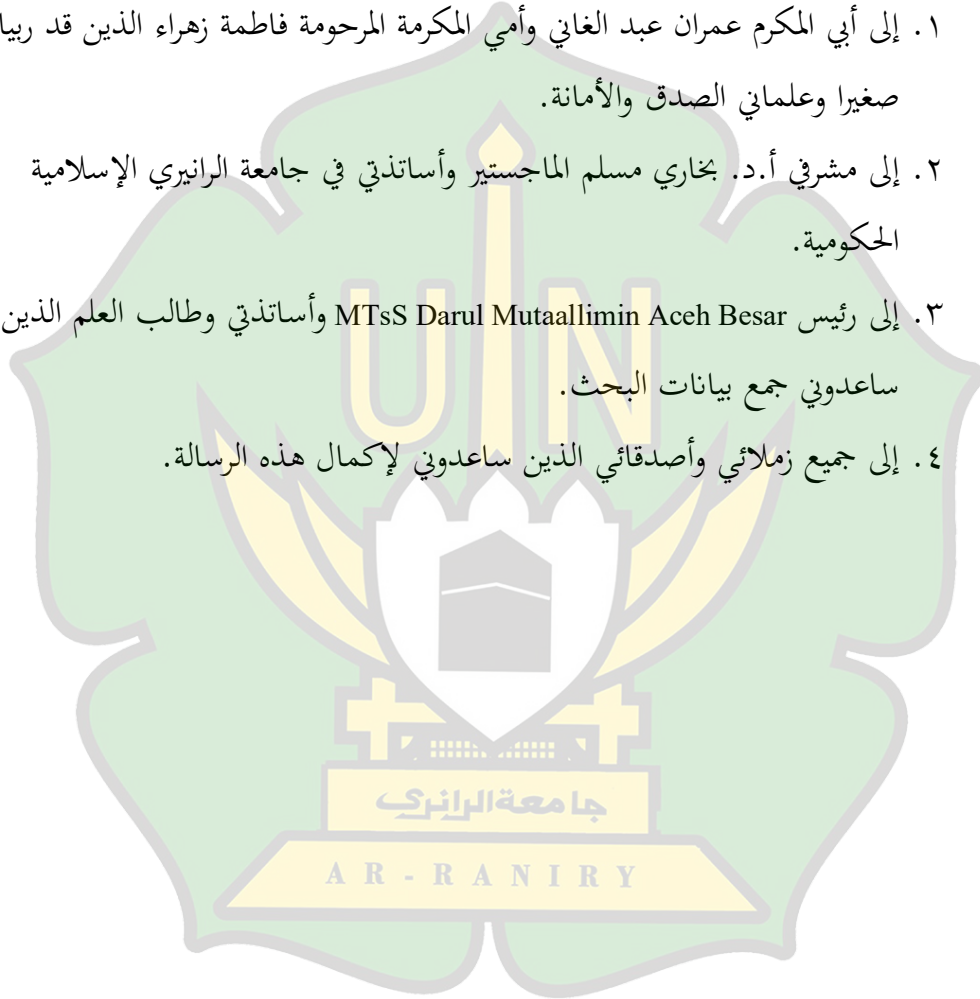 ١. إلى أبي المكرم عمران عبد الغاني وأمي المكرمة المرحومة فاطمة زهراء الذين قد
صغيرا وعلماني الصدق والأمانة.
٢. إلى مشرفي أ.د. بخاري مسلم الماجستير وأساتذتي في جامعة الرانيري الإسلامية
الحكومية.
٣. إلى رئيس MTsS Darul Mutaallimin Aceh Besar وأساتذتي وطالب العلم الذين
ساعدوني جمع بيانات البحث.
٤. إلى جميع زملائي وأصدقائي الذين ساعدوني لإكمال هذه الرسالة.
UIN
جامعة الرانري
AR-RANIRY